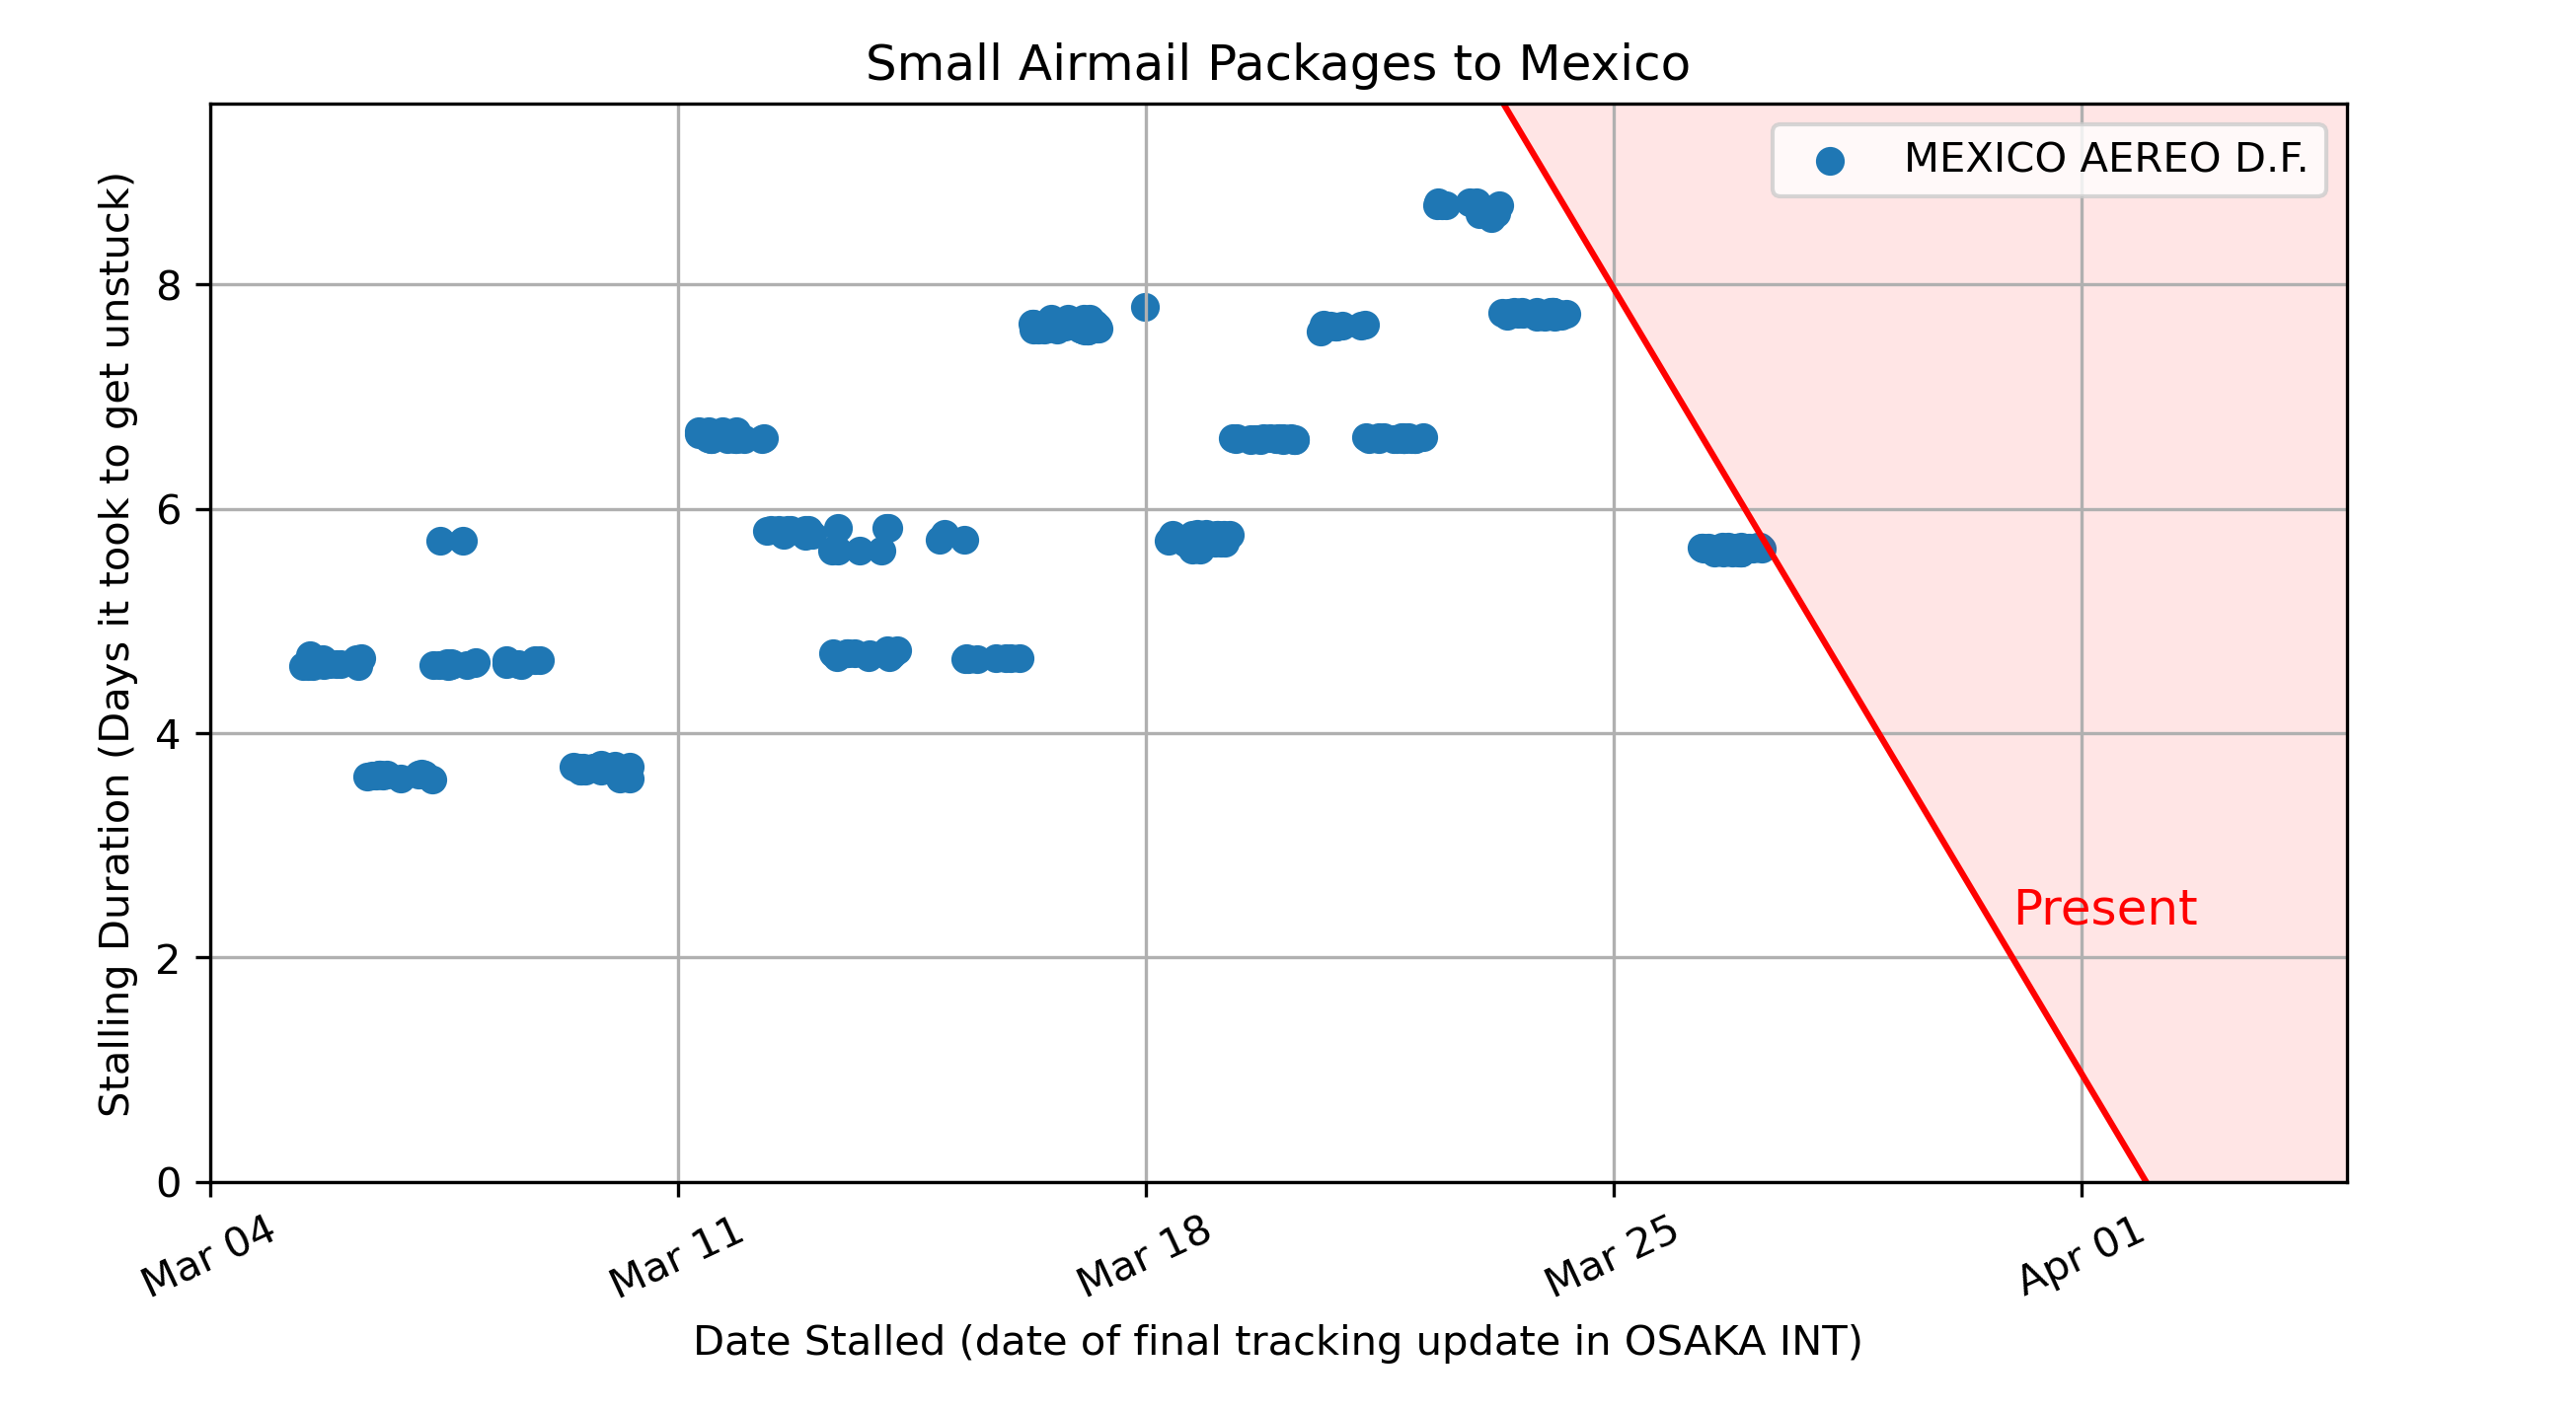 Small Airmail Packages to Mexico
MEXICO AEREO D.F.
Stalling Duration (Days it took to get unstuck)
8
6
4
2
0
Present
Mar 04
Mar 11
Mar 18
Mar 25
Apr 01
Date Stalled (date of final tracking update in OSAKA INT)